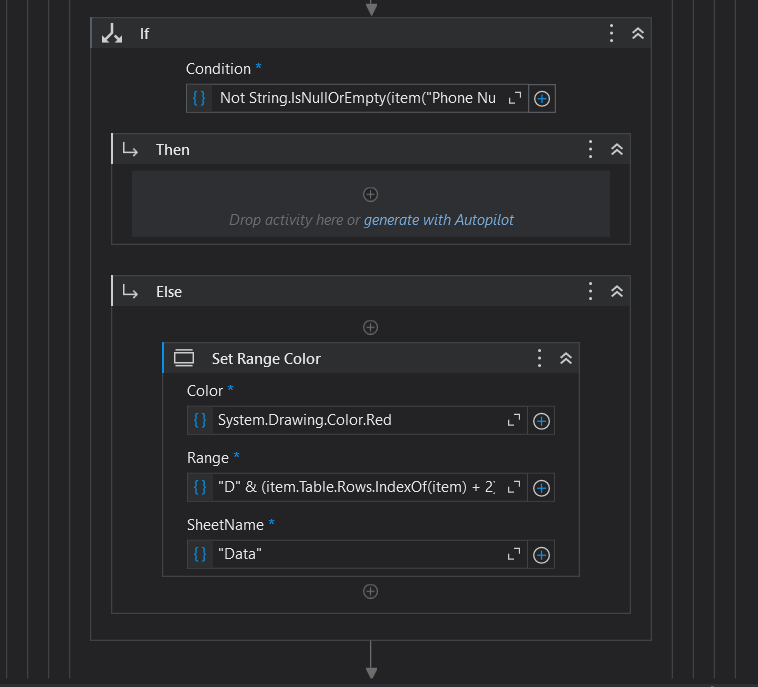 If
Condition *
{} Not String.IsNullOrEmpty(item("Phone Nu
Then
Drop activity here or generate with Autopilot
Else
Set Range Color
Color *
{} System.Drawing.Color.Red
Range *
{} "D" & (item.Table.Rows.IndexOf(item) + 2)
SheetName *
{} "Data"